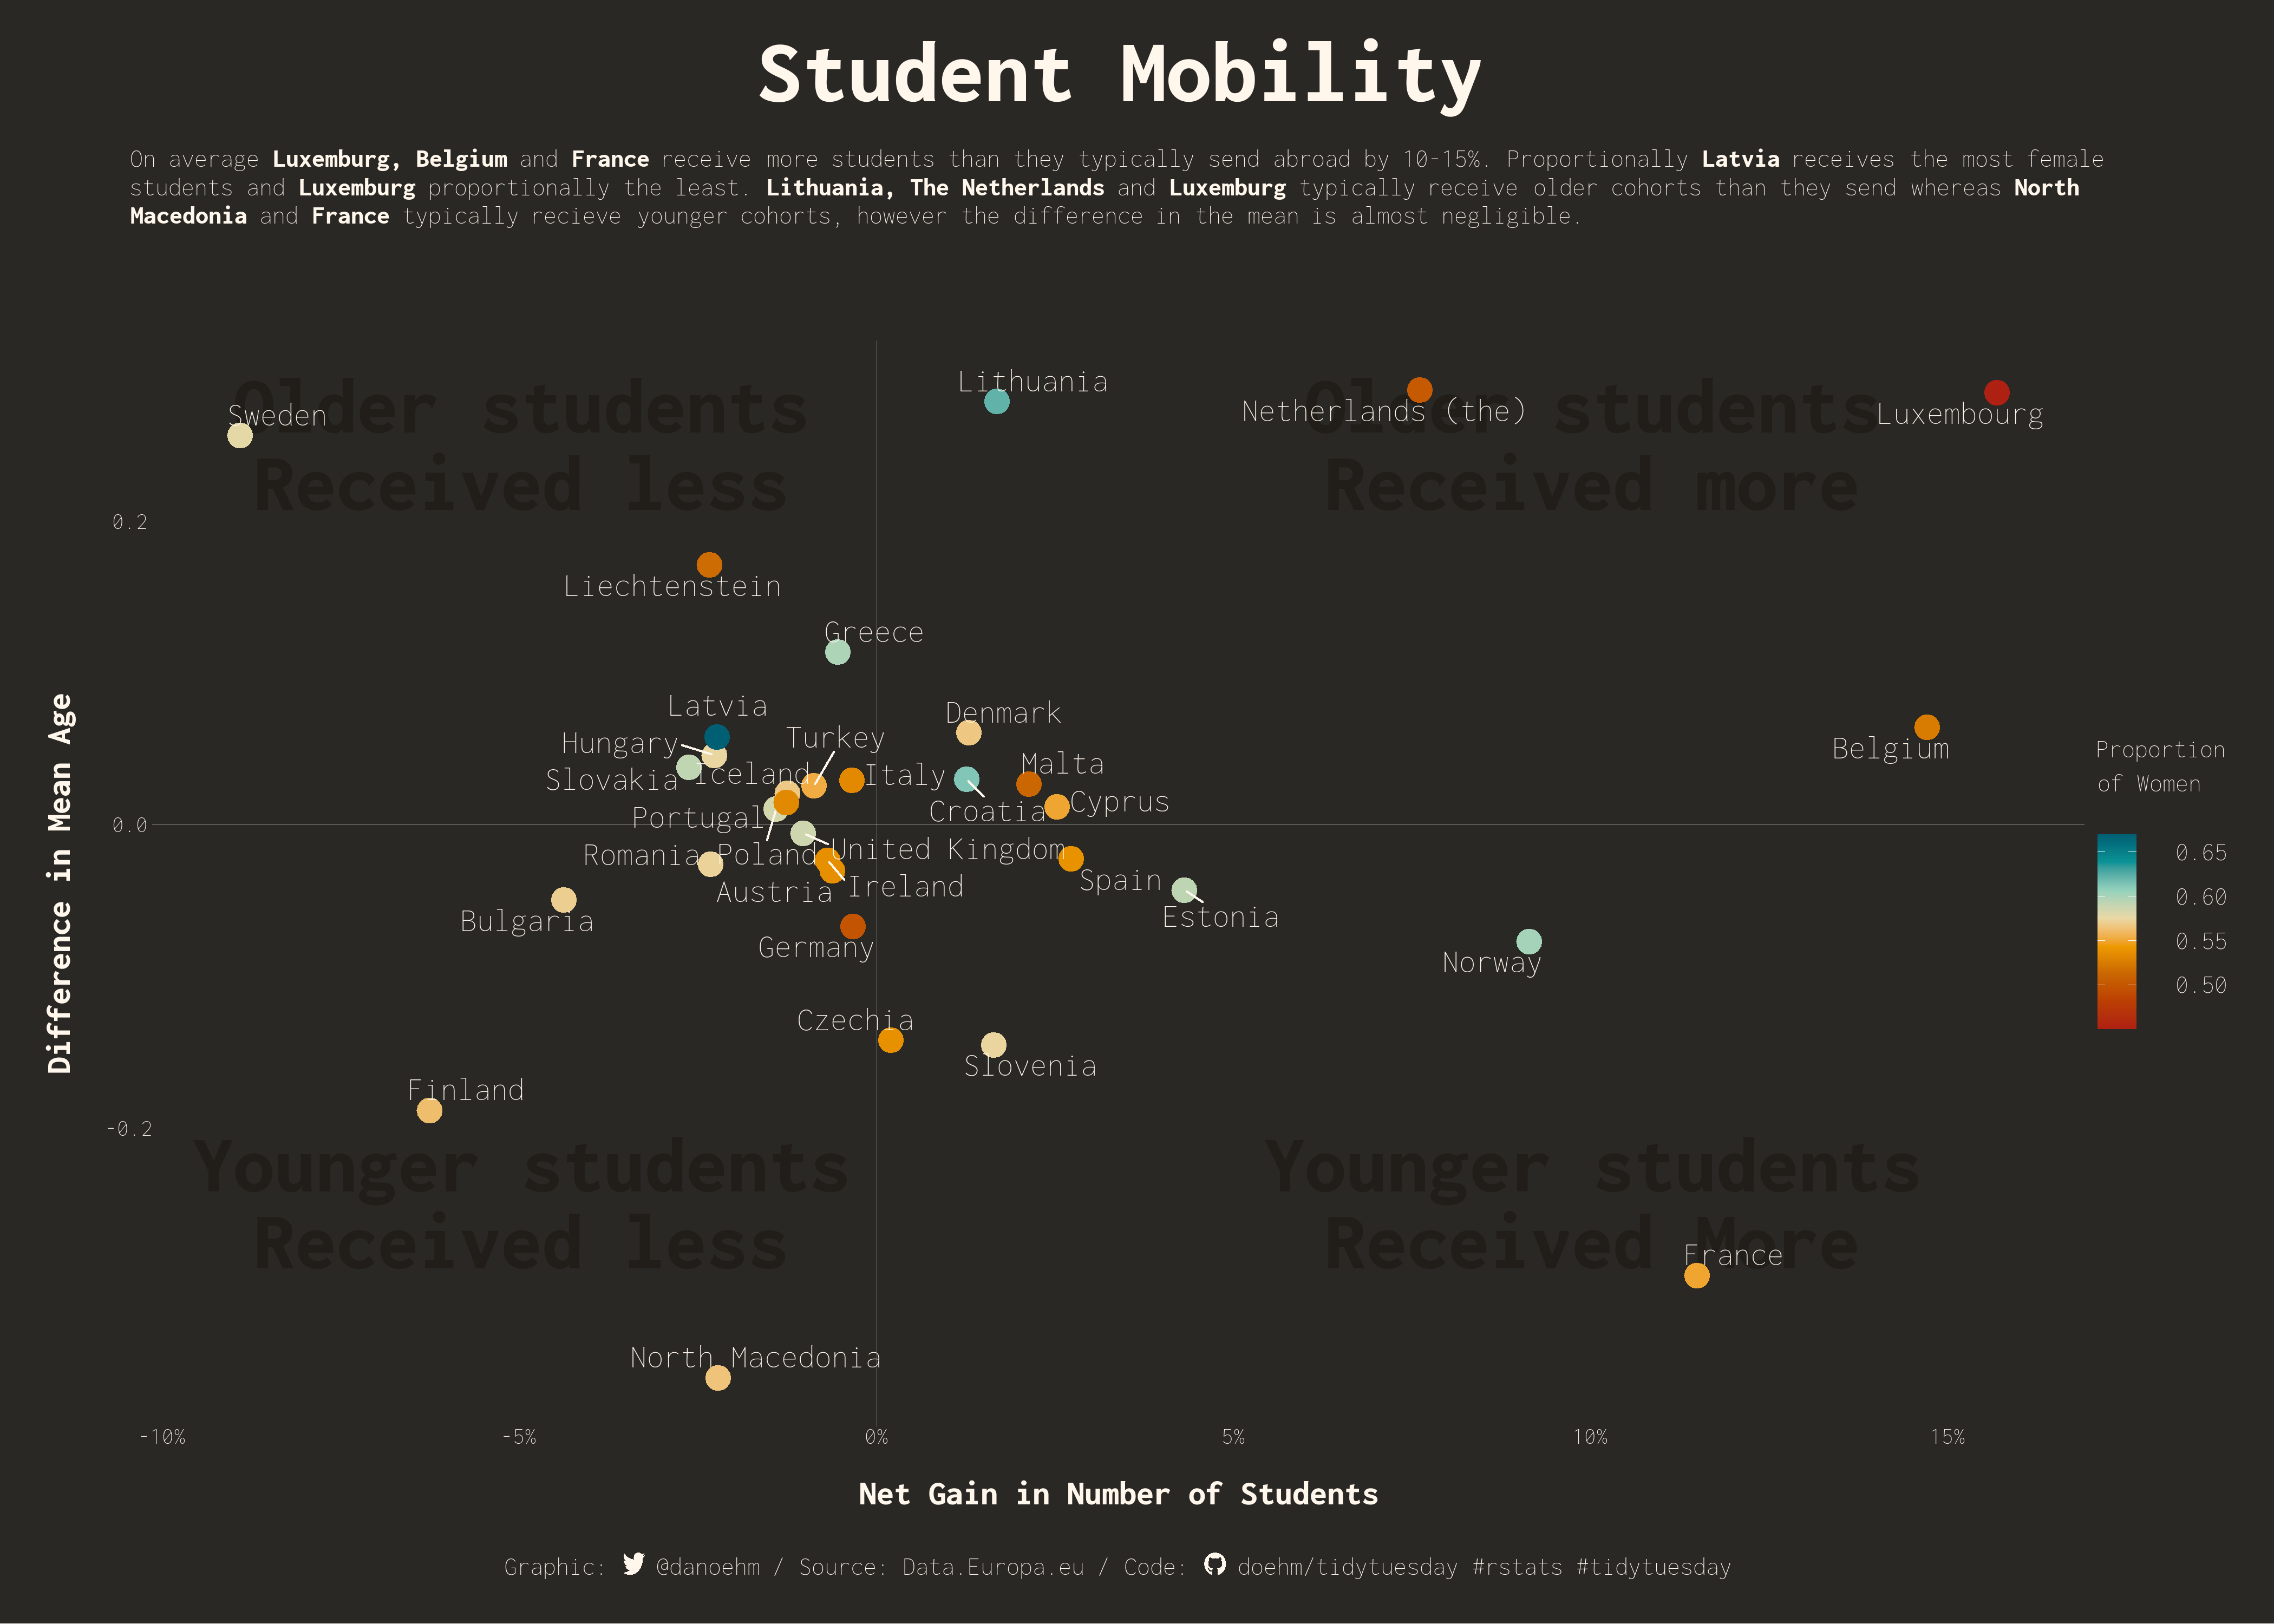 Student Mobility
On average Luxemburg, Belgium and France receive more students than they typically send abroad by 10-15%. Proportionally Latvia receives the most female
students and Luxemburg proportionally the least. Lithuania, The Netherlands and Luxemburg typically receive older cohorts than they send whereas North
Macedonia and France typically recieve younger cohorts, however the difference in the mean is almost negligible.
Older students
Received less
Older students
Received more
Lithuania
Netherlands (the)
Luxembourg
Sweden
0.2
Liechtenstein
Greece
Latvia
Denmark
Hungary
Turkey
Belgium
Slovakia
Iceland
Italy
Malta
Croatia
Cyprus
Portugal
0.0
Romania
Poland
United Kingdom
Spain
Austria
Ireland
Estonia
Bulgaria
Germany
Norway
Czechia
Slovenia
Finland
-0.2
Younger students
Received less
Younger students
Received More
France
North Macedonia
-10%
-5%
0%
5%
10%
15%
Difference in Mean Age
Net Gain in Number of Students
Proportion
of Women
0.65
0.60
0.55
0.50
Graphic: @danoehm / Source: Data.Europa.eu / Code: doehm/tidytuesday #rstats #tidytuesday